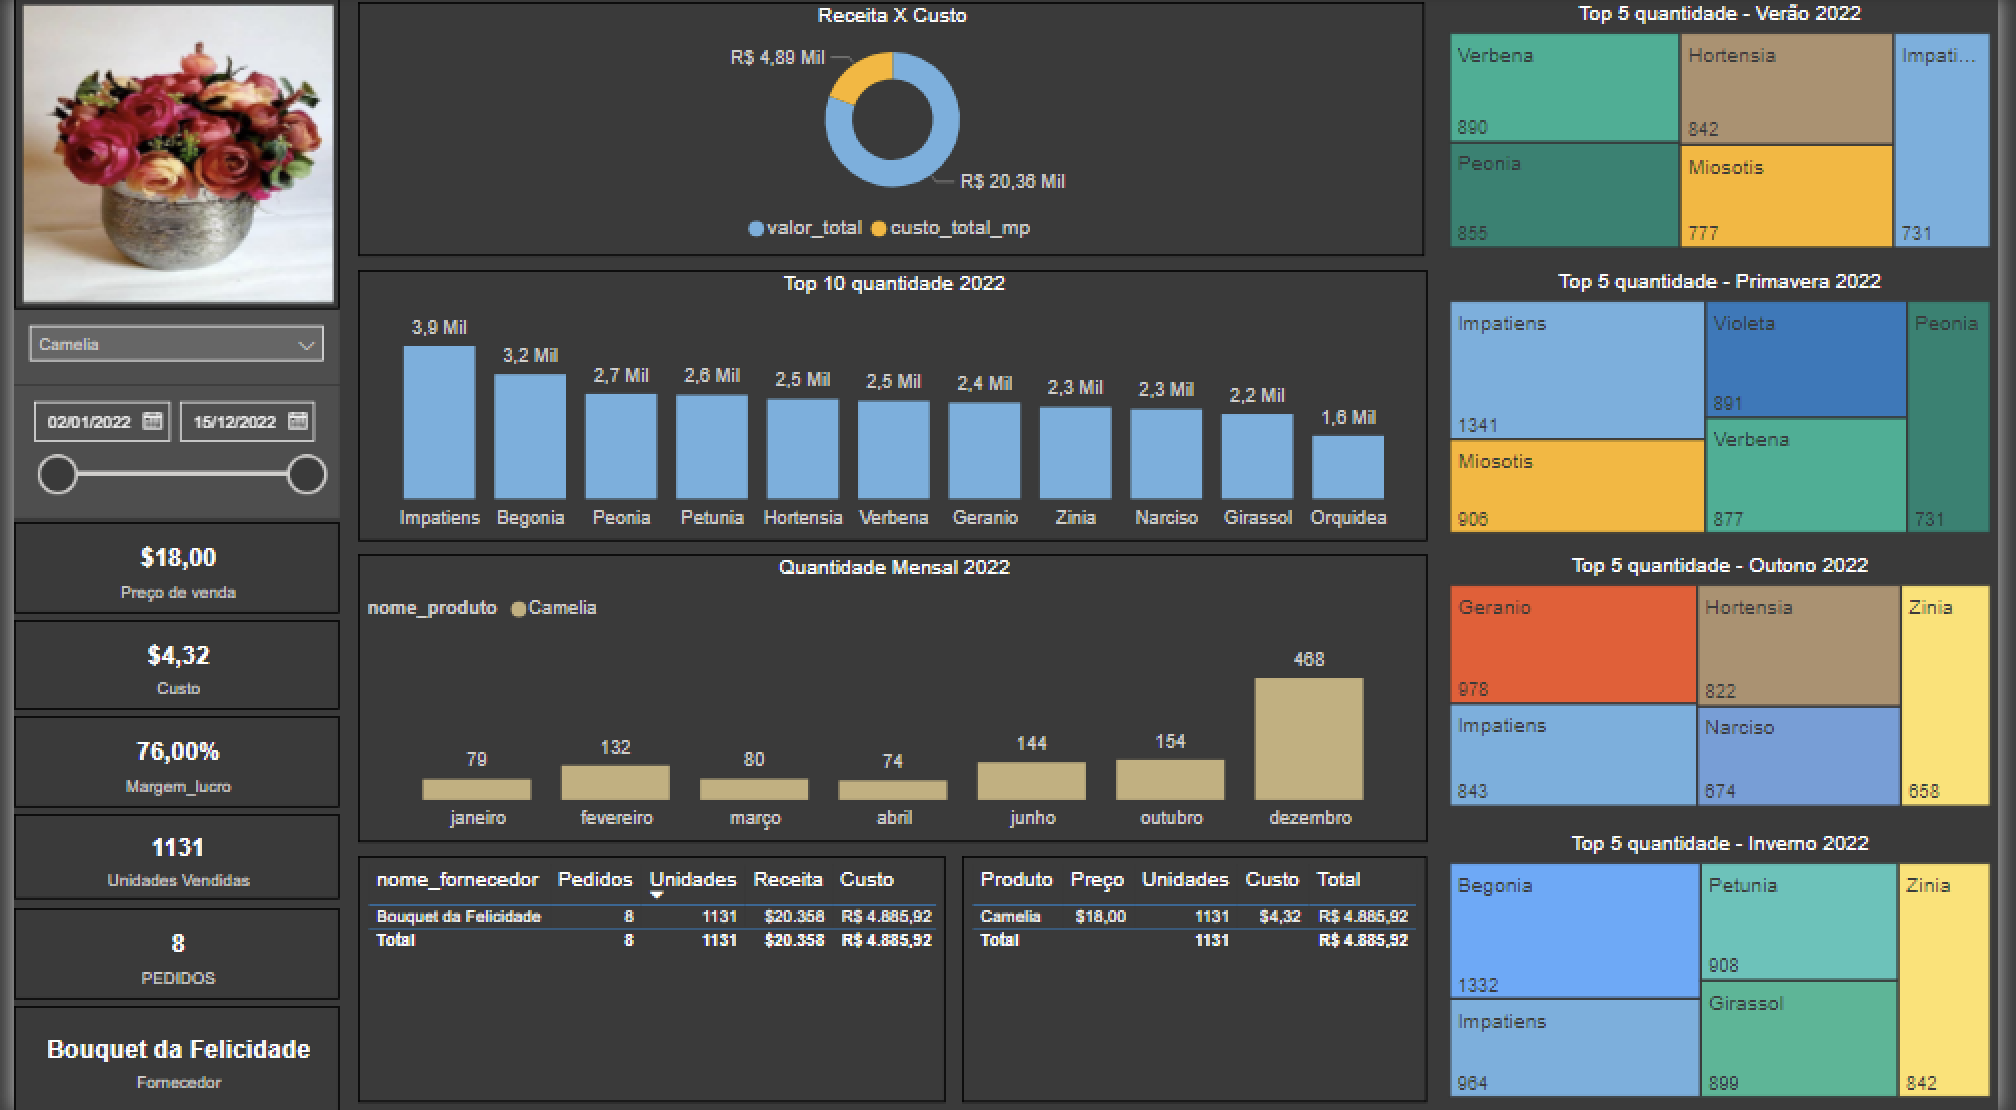 Camelia
02/01/2022 15/12/2022
$18,00
Preço de venda
$4,32
Custo
76,00%
Margem_lucro
1131
Unidades Vendidas
8
PEDIDOS
Bouquet da Felicidade
Fornecedor
Receita X Custo
R$ 4,89 Mil
R$ 20,36 Mil
valor_total custo_total_mp
Top 10 quantidade 2022
3,9 Mil 3,2 Mil 2,7 Mil 2,6 Mil 2,5 Mil 2,5 Mil 2,4 Mil 2,3 Mil 2,3 Mil 2,2 Mil 1,6 Mil
Impatiens Begonia Peonia Petunia Hortensia Verbena Geranio Zinia Narciso Girassol Orquidea
Quantidade Mensal 2022
nome_produto Camelia
79 132 80 74 144 154 468
janeiro fevereiro março abril junho outubro dezembro
nome_fornecedor Pedidos Unidades Receita Custo
Bouquet da Felicidade 8 1131 $20.358 R$ 4.885,92
Total 8 1131 $20.358 R$ 4.885,92
Produto Preço Unidades Custo Total
Camelia $18,00 1131 $4,32 R$ 4.885,92
Total 1131 R$ 4.885,92
Top 5 quantidade - Verão 2022
Verbena Hortensia Impati...
890 842
Peonia Miosotis
855 777 731
Top 5 quantidade - Primavera 2022
Impatiens Violeta Peonia
891
1341 Verbena
Miosotis
906 877 731
Top 5 quantidade - Outono 2022
Geranio Hortensia Zinia
978 822
Impatiens Narciso
843 674 658
Top 5 quantidade - Inverno 2022
Begonia Petunia Zinia
908
1332 Girassol
Impatiens
964 899 842